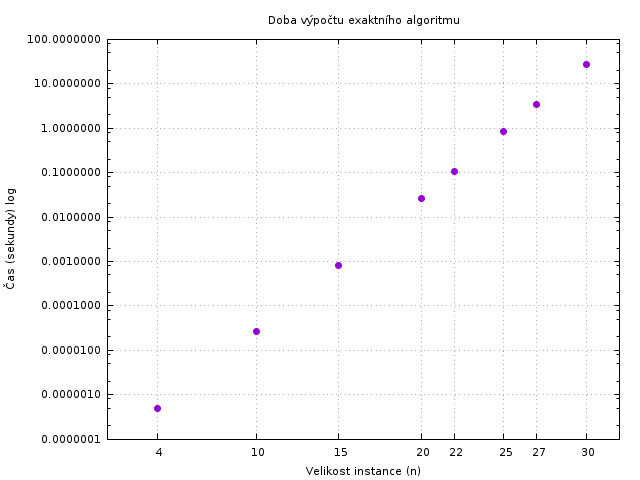 Doba výpočtu exaktního algoritmu
100.0000000
10.0000000
1.0000000
0.1000000
0.0100000
0.0010000
0.0001000
0.0000100
0.0000010
0.0000001
Čas (sekundy) log
4 10 15 20 22 25 27 30
Velikost instance (n)